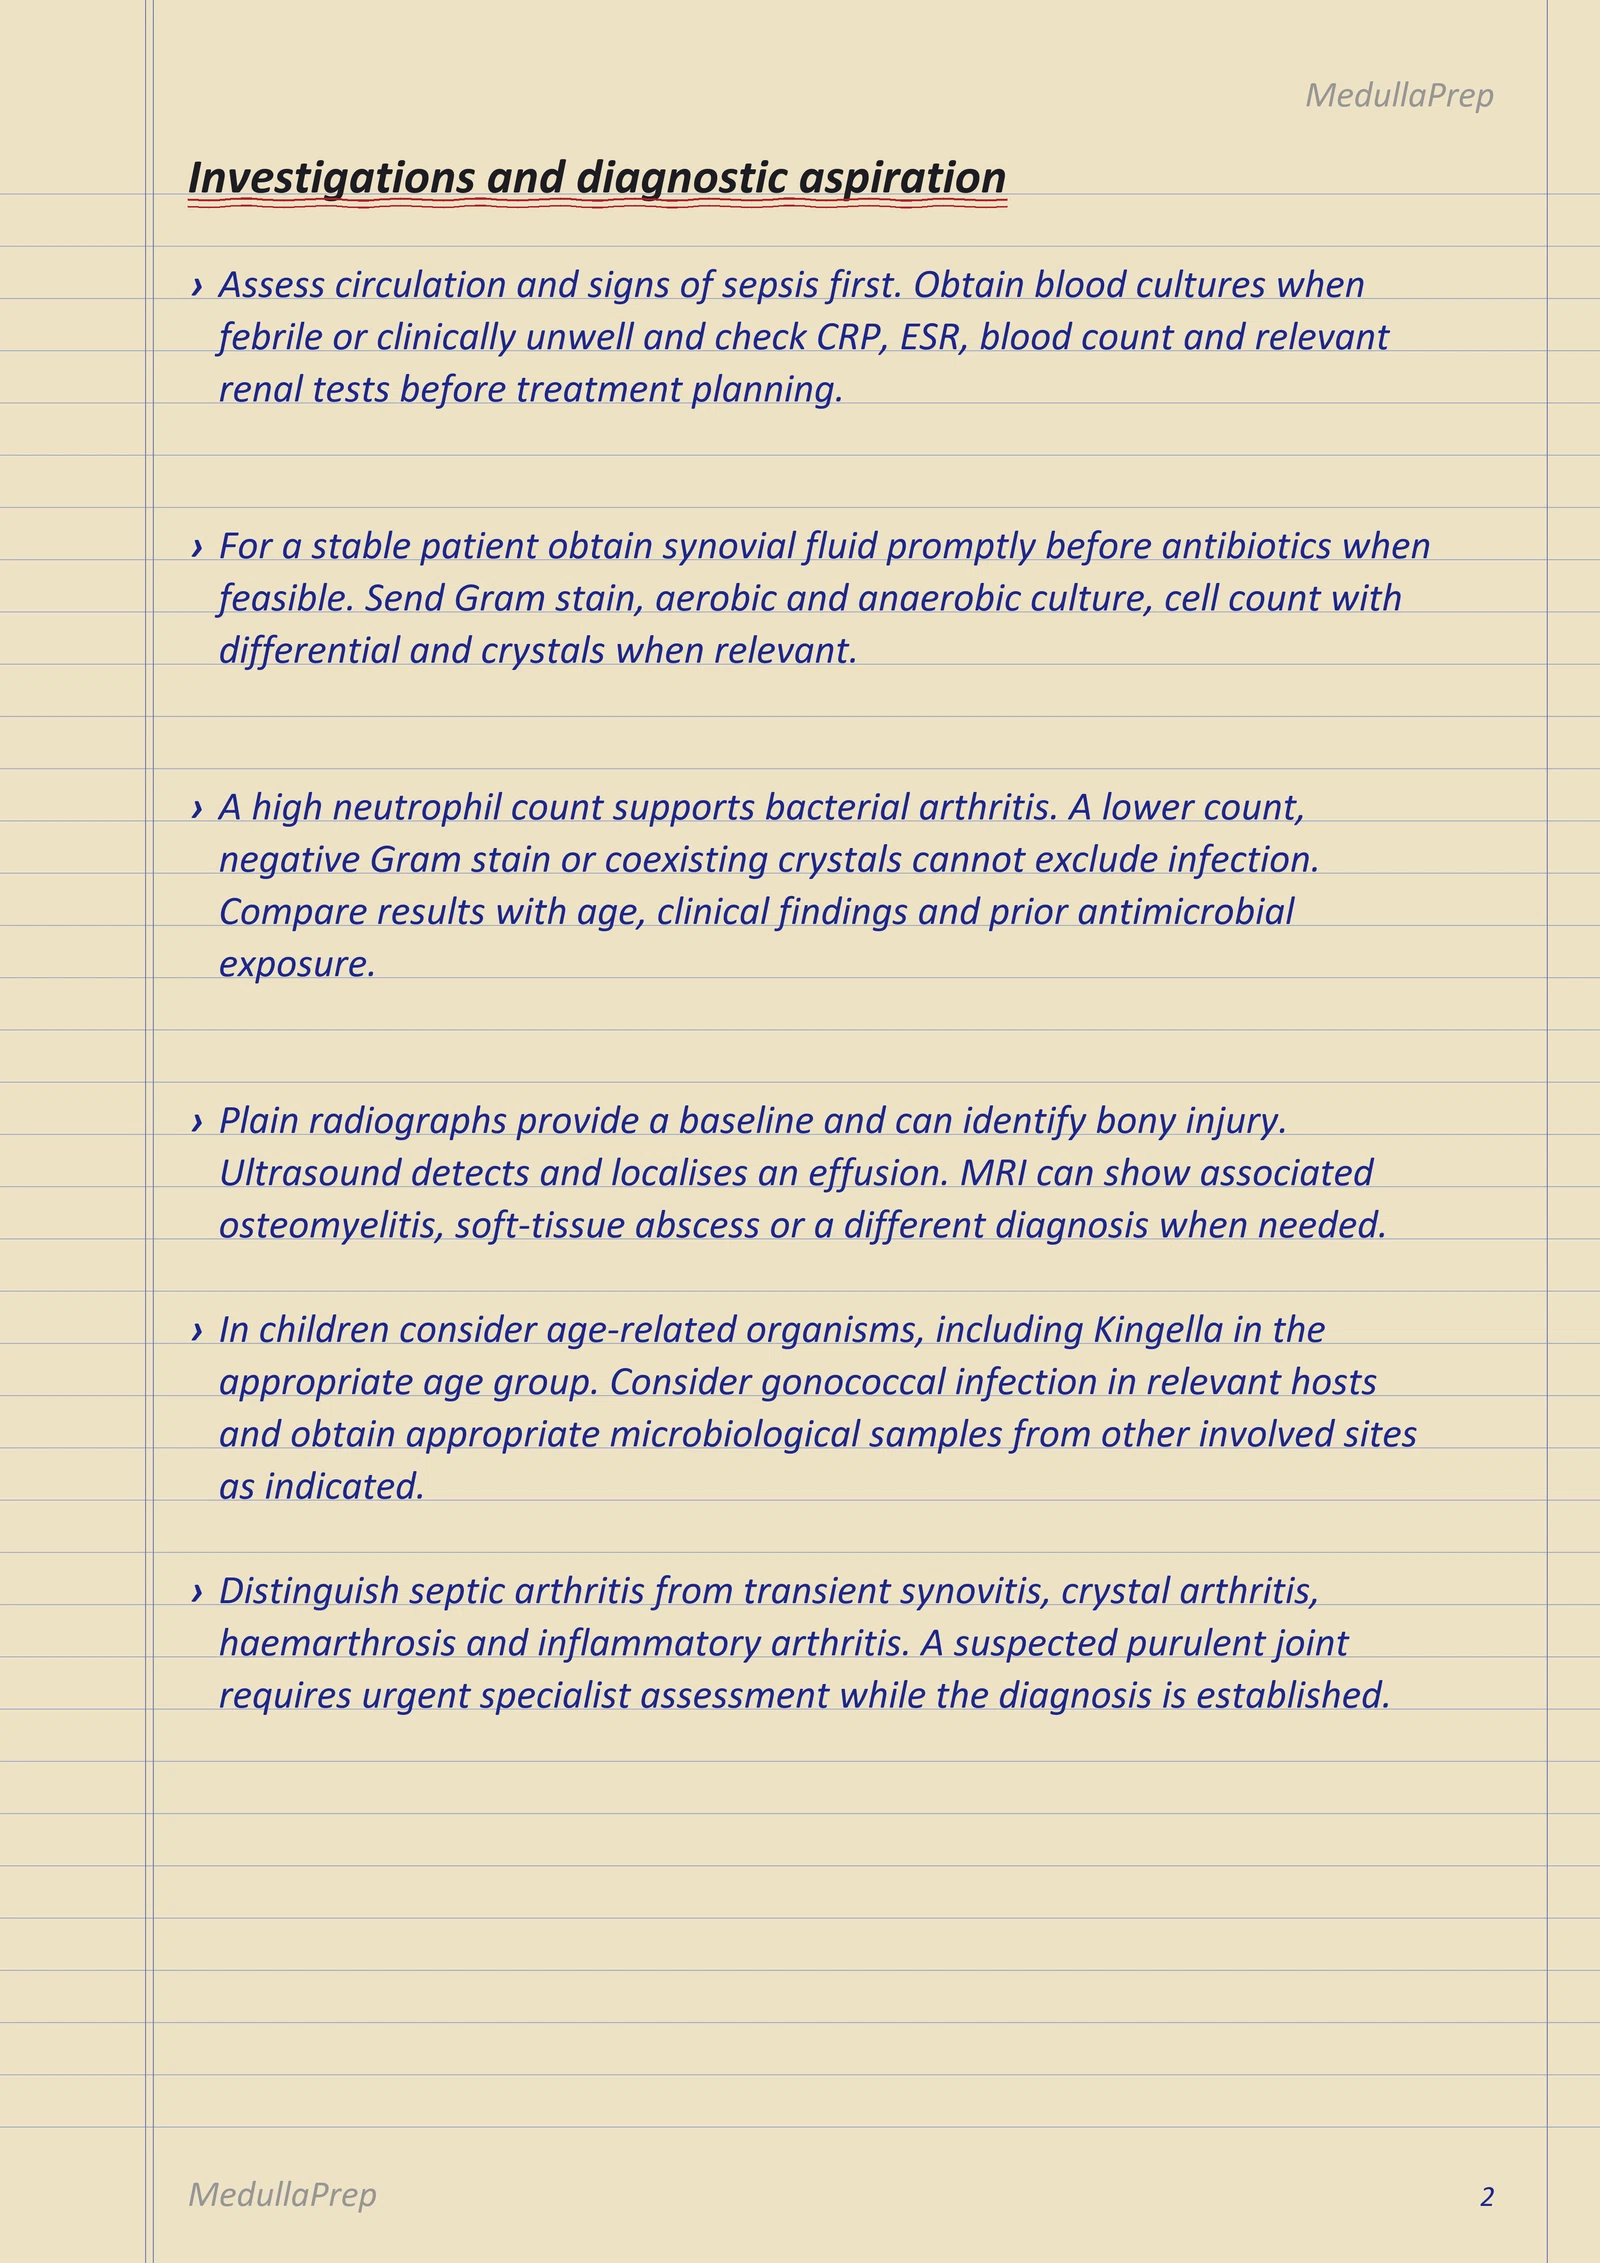 MedullaPrep
Investigations and diagnostic aspiration
› Assess circulation and signs of sepsis first. Obtain blood cultures when
febrile or clinically unwell and check CRP, ESR, blood count and relevant
renal tests before treatment planning.
› For a stable patient obtain synovial fluid promptly before antibiotics when
feasible. Send Gram stain, aerobic and anaerobic culture, cell count with
differential and crystals when relevant.
› A high neutrophil count supports bacterial arthritis. A lower count,
negative Gram stain or coexisting crystals cannot exclude infection.
Compare results with age, clinical findings and prior antimicrobial
exposure.
› Plain radiographs provide a baseline and can identify bony injury.
Ultrasound detects and localises an effusion. MRI can show associated
osteomyelitis, soft-tissue abscess or a different diagnosis when needed.
› In children consider age-related organisms, including Kingella in the
appropriate age group. Consider gonococcal infection in relevant hosts
and obtain appropriate microbiological samples from other involved sites
as indicated.
› Distinguish septic arthritis from transient synovitis, crystal arthritis,
haemarthrosis and inflammatory arthritis. A suspected purulent joint
requires urgent specialist assessment while the diagnosis is established.
MedullaPrep
2